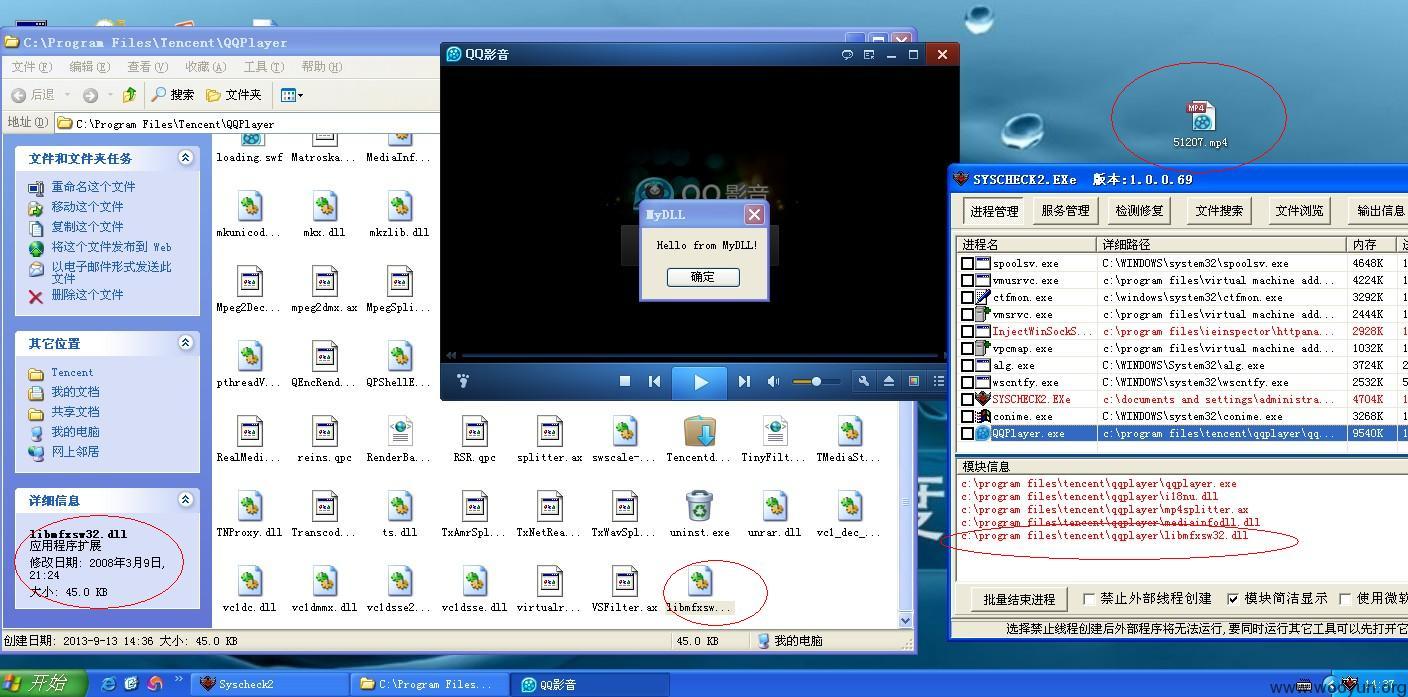 C:\Program Files\Tencent\QQPlayer
文件(F) 编辑(E) 查看(V) 收藏(A) 工具(T) 帮助(H)
后退 搜索 文件夹
地址(D) C:\Program Files\Tencent\QQPlayer
文件和文件夹任务
重命名这个文件
移动这个文件
复制这个文件
将这个文件发布到 Web
以电子邮件形式发送此
文件
删除这个文件
其它位置
Tencent
我的文档
共享文档
我的电脑
网上邻居
详细信息
libmfxsw32.dll
应用程序扩展
修改日期: 2008年3月9日,
21:24
大小: 45.0 KB
loading.swf Matroska... MediaInf...
mkunicod... mkx.dll mkzlib.dll
Mpeg2Dec... mpeg2dmx.ax MpegSpli...
pthreadV... QEncRend... QPShellE...
RealMedi... reins.qpc RenderBa... RSR.qpc splitter.ax swscale-... Tencentd... TinyFilt... TMediaSt...
TNProxy.dll Transcod... ts.dll TxAmrSpl... TxNetRea... TxWavSpl... uninst.exe unrar.dll vc1_dec_...
vc1dc.dll vc1dmmx.dll vc1dsse2... vc1dsse.dll virtualr... VSFilter.ax libmfxsw...
创建日期: 2013-9-13 14:36 大小: 45.0 KB 45.0 KB 我的电脑
QQ影音
QQ影音
MyDLL
Hello from MyDLL!
确定
MP4
51207.mp4
SYSCHECK2.EXe 版本:1.0.0.69
进程管理 服务管理 检测修复 文件搜索 文件浏览 输出信息
进程名 详细路径 内存
spoolsv.exe C:\WINDOWS\system32\spoolsv.exe 4648K
vmusrvc.exe c:\program files\virtual machine add... 4224K
ctfmon.exe c:\windows\system32\ctfmon.exe 3292K
vmsrvc.exe c:\program files\virtual machine add... 2444K
InjectWinSockS... c:\program files\ieinspector\httpana... 2928K
vpcmap.exe c:\program files\virtual machine add... 1032K
alg.exe C:\WINDOWS\System32\alg.exe 3724K
wscntfy.exe C:\WINDOWS\system32\wscntfy.exe 2532K
SYSCHECK2.EXe c:\documents and settings\administra... 4704K
conime.exe C:\WINDOWS\system32\conime.exe 3268K
QQPlayer.exe c:\program files\tencent\qqplayer\qq... 9540K
模块信息
c:\program files\tencent\qqplayer\qqplayer.exe
c:\program files\tencent\qqplayer\i18nu.dll
c:\program files\tencent\qqplayer\mp4splitter.ax
c:\program files\tencent\qqplayer\mediainfodll.dll
c:\program files\tencent\qqplayer\libmfxsw32.dll
批量结束进程 禁止外部线程创建 模块简洁显示 使用微软
选择禁止线程创建后外部程序将无法运行,要同时运行其它工具可以先打开它
开始 Syscheck2 C:\Program Files... QQ影音 14:37
www.wooyun.org